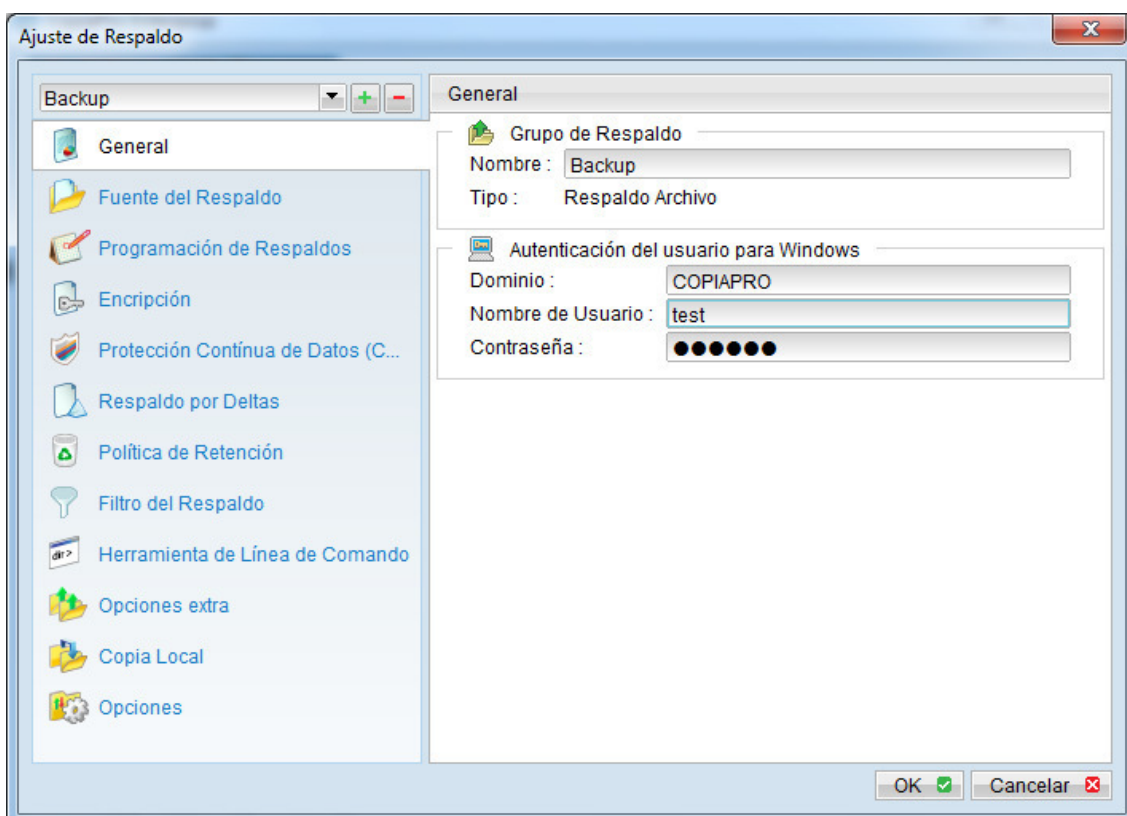 Ajuste de Respaldo
Backup
General
Fuente del Respaldo
Programación de Respaldos
Encripción
Protección Contínua de Datos (C...
Respaldo por Deltas
Política de Retención
Filtro del Respaldo
dir>
Herramienta de Línea de Comando
Opciones extra
Copia Local
Opciones
General
Grupo de Respaldo
Nombre : Backup
Tipo : Respaldo Archivo
Autenticación del usuario para Windows
Dominio : COPIAPRO
Nombre de Usuario : test
Contraseña : ●●●●●●
OK Cancelar